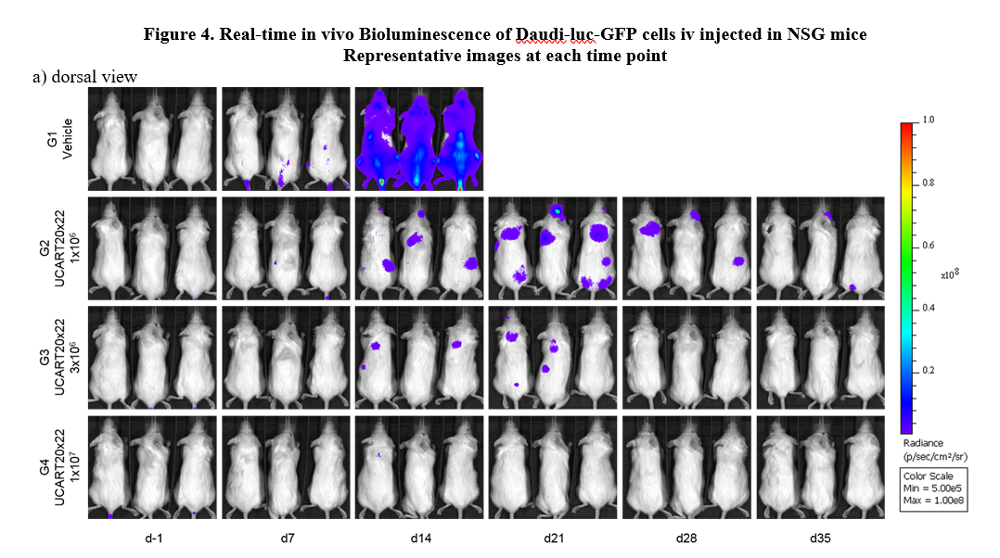 Figure 4. Real-time in vivo Bioluminescence of Daudi-luc-GFP cells iv injected in NSG mice
Representative images at each time point
a) dorsal view
G1
Vehicle
G2
UCART20x22
1x10⁶
G3
UCART20x22
3x10⁶
G4
UCART20x22
1x10⁷
d-1
d7
d14
d21
d28
d35
1.0
0.8
0.6
x10⁸
0.4
0.2
Radiance
(p/sec/cm²/sr)
Color Scale
Min = 5.00e5
Max = 1.00e8